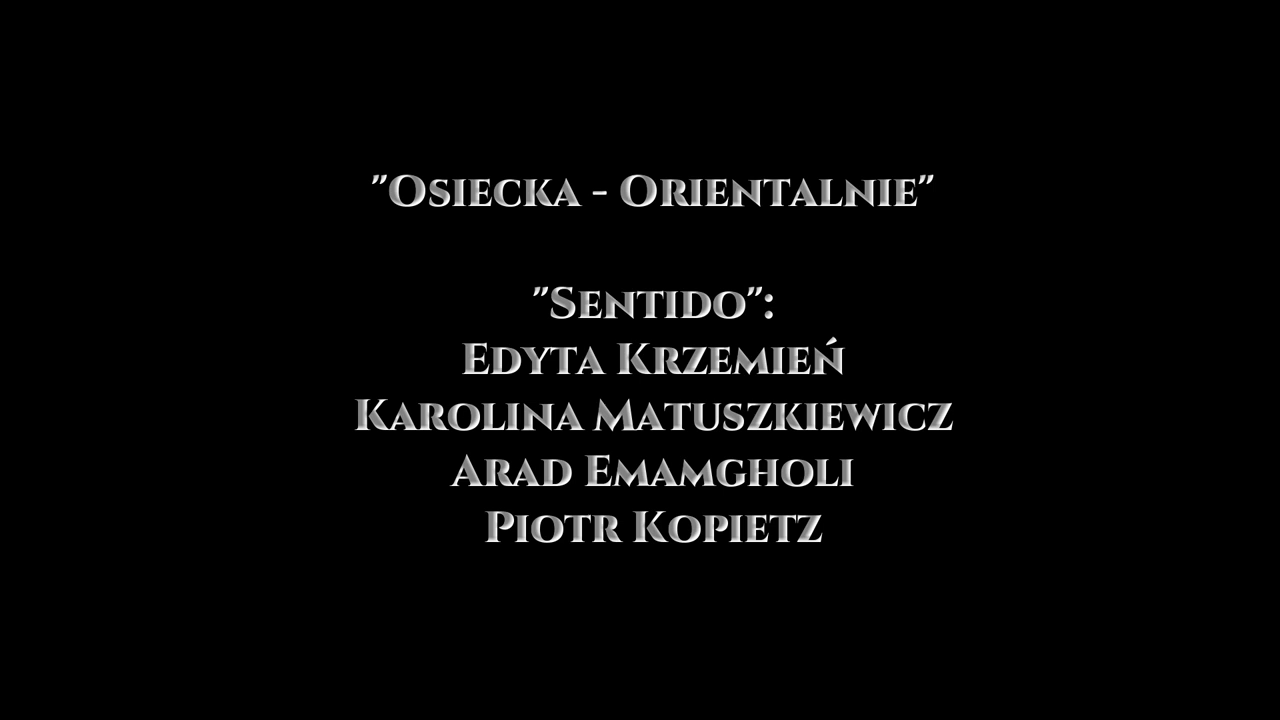 "Osiecka - Orientalnie"
"Sentido":
Edyta Krzemień
Karolina Matuszkiewicz
Arad Emamgholi
Piotr Kopietz